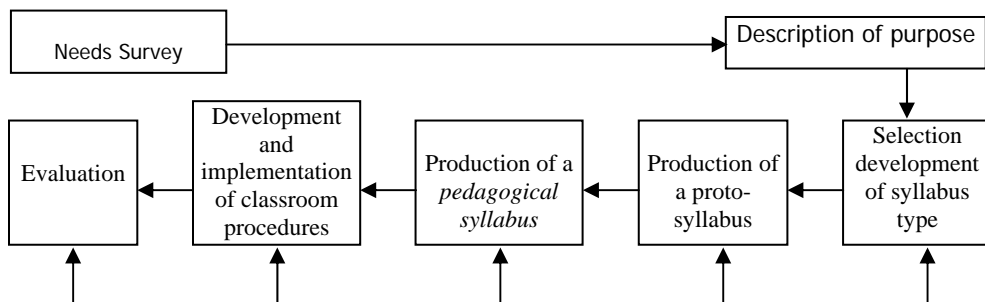 Needs Survey
Description of purpose
Evaluation
Development
and
implementation
of classroom
procedures
Production of a
pedagogical
syllabus
Production of
a proto-
syllabus
Selection
development
of syllabus
type